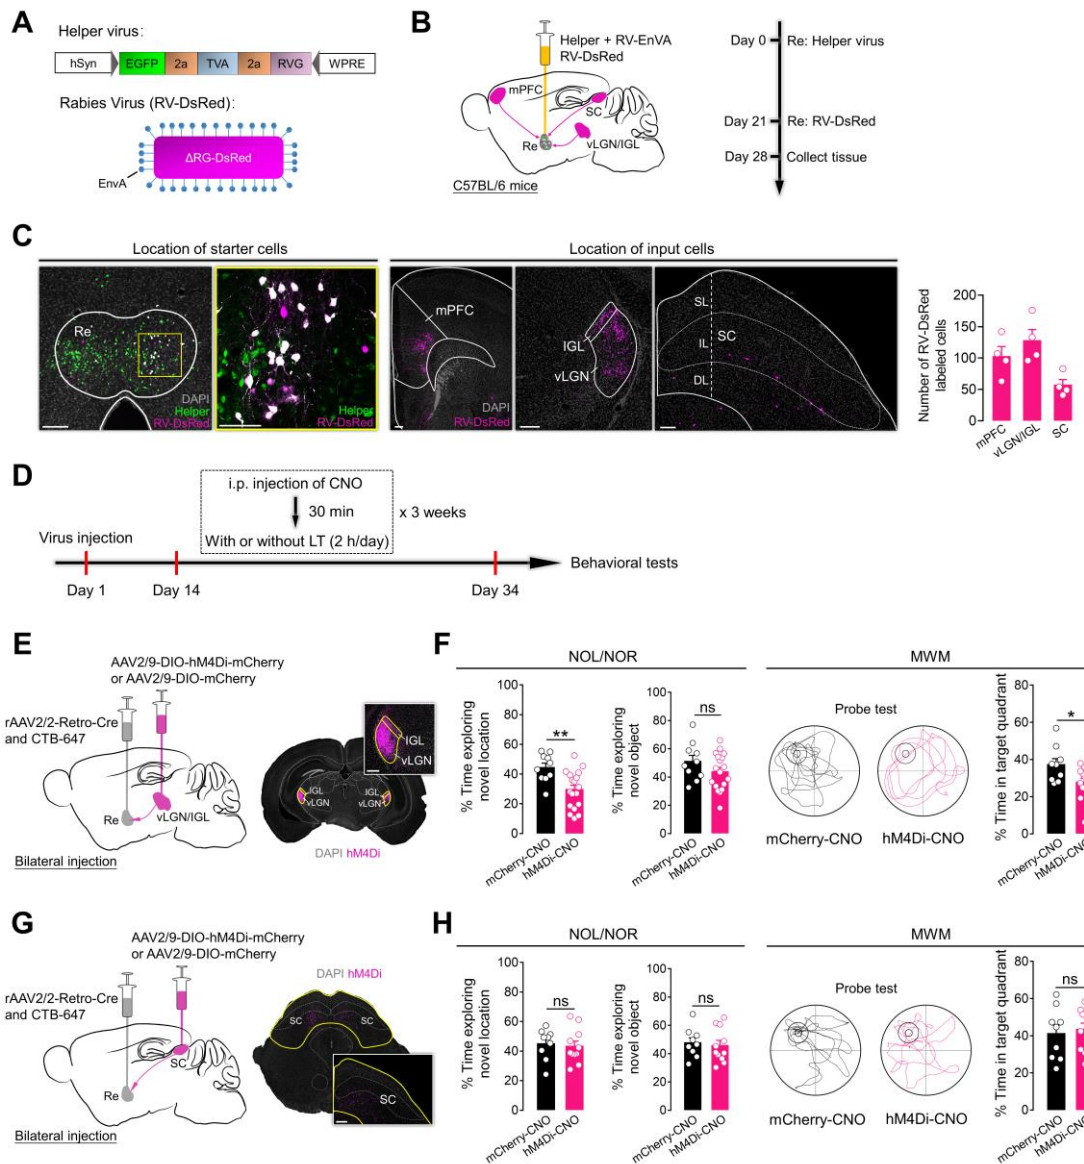 A
Helper virus:
hSyn EGFP 2a TVA 2a RVG WPRE
Rabies Virus (RV-DsRed):
ΔRG-DsRed
EnvA
B
Helper + RV-EnvA
RV-DsRed
mPFC
SC
Re
vLGN/IGL
C57BL/6 mice
Day 0 Re: Helper virus
Day 21 Re: RV-DsRed
Day 28 Collect tissue
C
Location of starter cells
Location of input cells
Re
DAPI
Helper
RV-DsRed
Helper
RV-DsRed
mPFC
DAPI
RV-DsRed
IGL
vLGN
SL
IL
DL
SC
Number of RV-DsRed
labeled cells
200
150
100
50
0
mPFC
vLGN/IGL
SC
D
i.p. injection of CNO
30 min
With or without LT (2 h/day)
x 3 weeks
Virus injection
Day 1
Day 14
Day 34
Behavioral tests
E
AAV2/9-DIO-hM4Di-mCherry
or AAV2/9-DIO-mCherry
rAAV2/2-Retro-Cre
and CTB-647
Re
vLGN/IGL
Bilateral injection
IGL
vLGN
IGL
vLGN
IGL
vLGN
DAPI hM4Di
F
NOL/NOR
% Time exploring
novel location
100
80
60
40
20
0
**
mCherry-CNO
hM4Di-CNO
% Time exploring
novel object
100
80
60
40
20
0
ns
mCherry-CNO
hM4Di-CNO
MWM
Probe test
mCherry-CNO
hM4Di-CNO
% Time in target quadrant
80
60
40
20
0
*
mCherry-CNO
hM4Di-CNO
G
AAV2/9-DIO-hM4Di-mCherry
or AAV2/9-DIO-mCherry
rAAV2/2-Retro-Cre
and CTB-647
SC
Re
Bilateral injection
DAPI hM4Di
SC
SC
SC
H
NOL/NOR
% Time exploring
novel location
100
80
60
40
20
0
ns
mCherry-CNO
hM4Di-CNO
% Time exploring
novel object
100
80
60
40
20
0
ns
mCherry-CNO
hM4Di-CNO
MWM
Probe test
mCherry-CNO
hM4Di-CNO
% Time in target quadrant
80
60
40
20
0
ns
mCherry-CNO
hM4Di-CNO